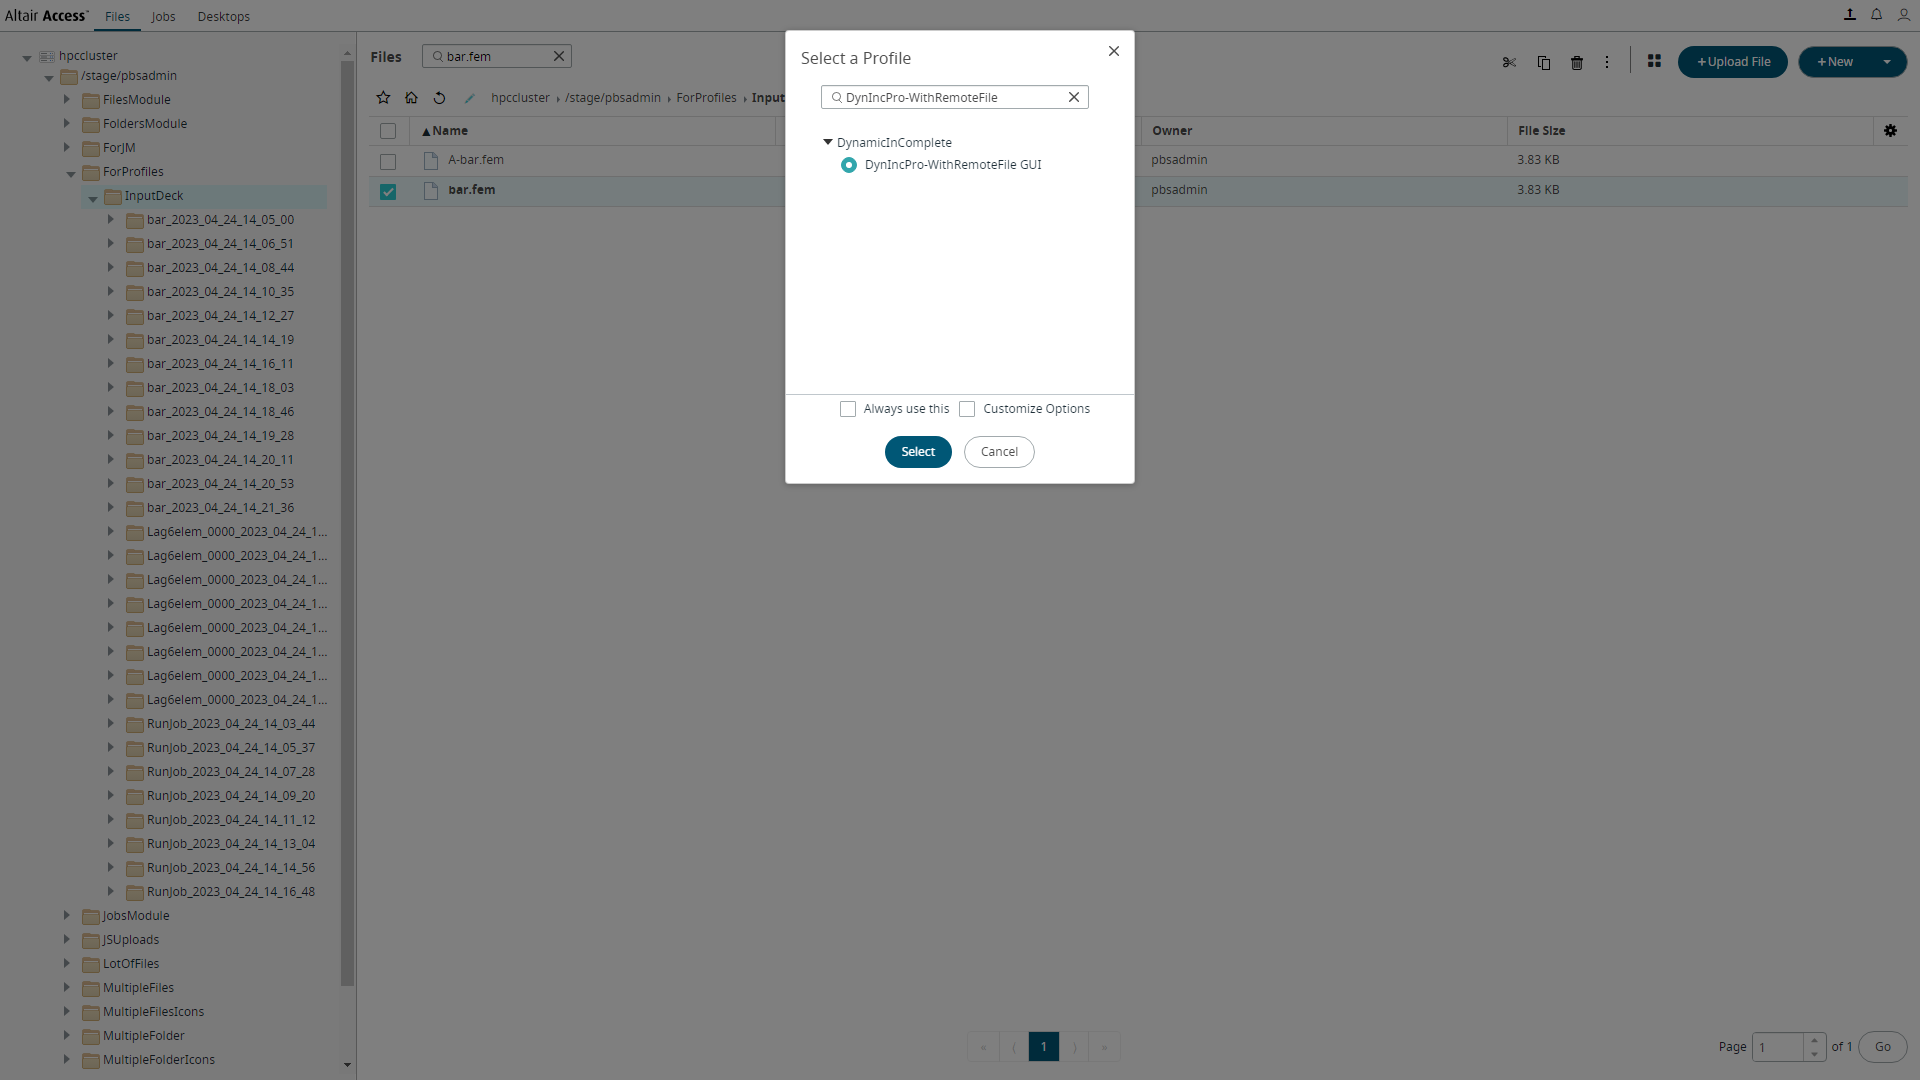 Altair Access™ Files Jobs Desktops
hpccluster
/stage/pbsadmin
FilesModule
FoldersModule
ForJM
ForProfiles
InputDeck
bar_2023_04_24_14_05_00
bar_2023_04_24_14_06_51
bar_2023_04_24_14_08_44
bar_2023_04_24_14_10_35
bar_2023_04_24_14_12_27
bar_2023_04_24_14_14_19
bar_2023_04_24_14_16_11
bar_2023_04_24_14_18_03
bar_2023_04_24_14_18_46
bar_2023_04_24_14_19_28
bar_2023_04_24_14_20_11
bar_2023_04_24_14_20_53
bar_2023_04_24_14_21_36
Lag6elem_0000_2023_04_24_1...
Lag6elem_0000_2023_04_24_1...
Lag6elem_0000_2023_04_24_1...
Lag6elem_0000_2023_04_24_1...
Lag6elem_0000_2023_04_24_1...
Lag6elem_0000_2023_04_24_1...
Lag6elem_0000_2023_04_24_1...
Lag6elem_0000_2023_04_24_1...
RunJob_2023_04_24_14_03_44
RunJob_2023_04_24_14_05_37
RunJob_2023_04_24_14_07_28
RunJob_2023_04_24_14_09_20
RunJob_2023_04_24_14_11_12
RunJob_2023_04_24_14_13_04
RunJob_2023_04_24_14_14_56
RunJob_2023_04_24_14_16_48
JobsModule
JSUploads
LotOfFiles
MultipleFiles
MultipleFilesIcons
MultipleFolder
MultipleFolderIcons
Files bar.fem
+Upload File +New
hpccluster › /stage/pbsadmin › ForProfiles › Input
Name Owner File Size
A-bar.fem pbsadmin 3.83 KB
bar.fem pbsadmin 3.83 KB
Select a Profile
DynIncPro-WithRemoteFile
DynamicInComplete
DynIncPro-WithRemoteFile GUI
Always use this Customize Options
Select Cancel
« ⟨ 1 ⟩ »
Page 1 of 1 Go